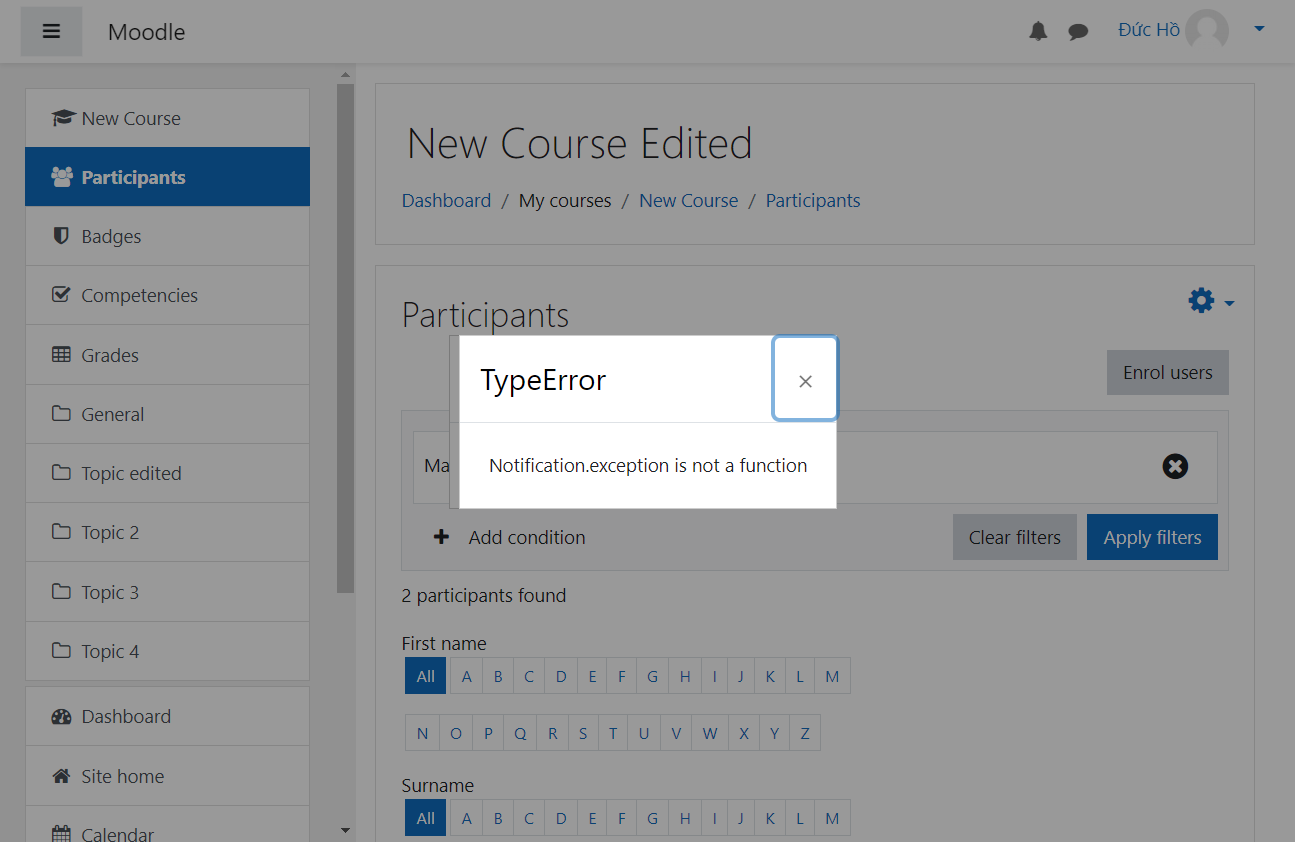 Moodle
Đức Hồ
New Course
Participants
Badges
Competencies
Grades
General
Topic edited
Topic 2
Topic 3
Topic 4
Dashboard
Site home
Calendar
New Course Edited
Dashboard / My courses / New Course / Participants
Participants
Enrol users
TypeError ×
Notification.exception is not a function
Ma
Add condition
Clear filters Apply filters
2 participants found
First name
All A B C D E F G H I J K L M
N O P Q R S T U V W X Y Z
Surname
All A B C D E F G H I J K L M